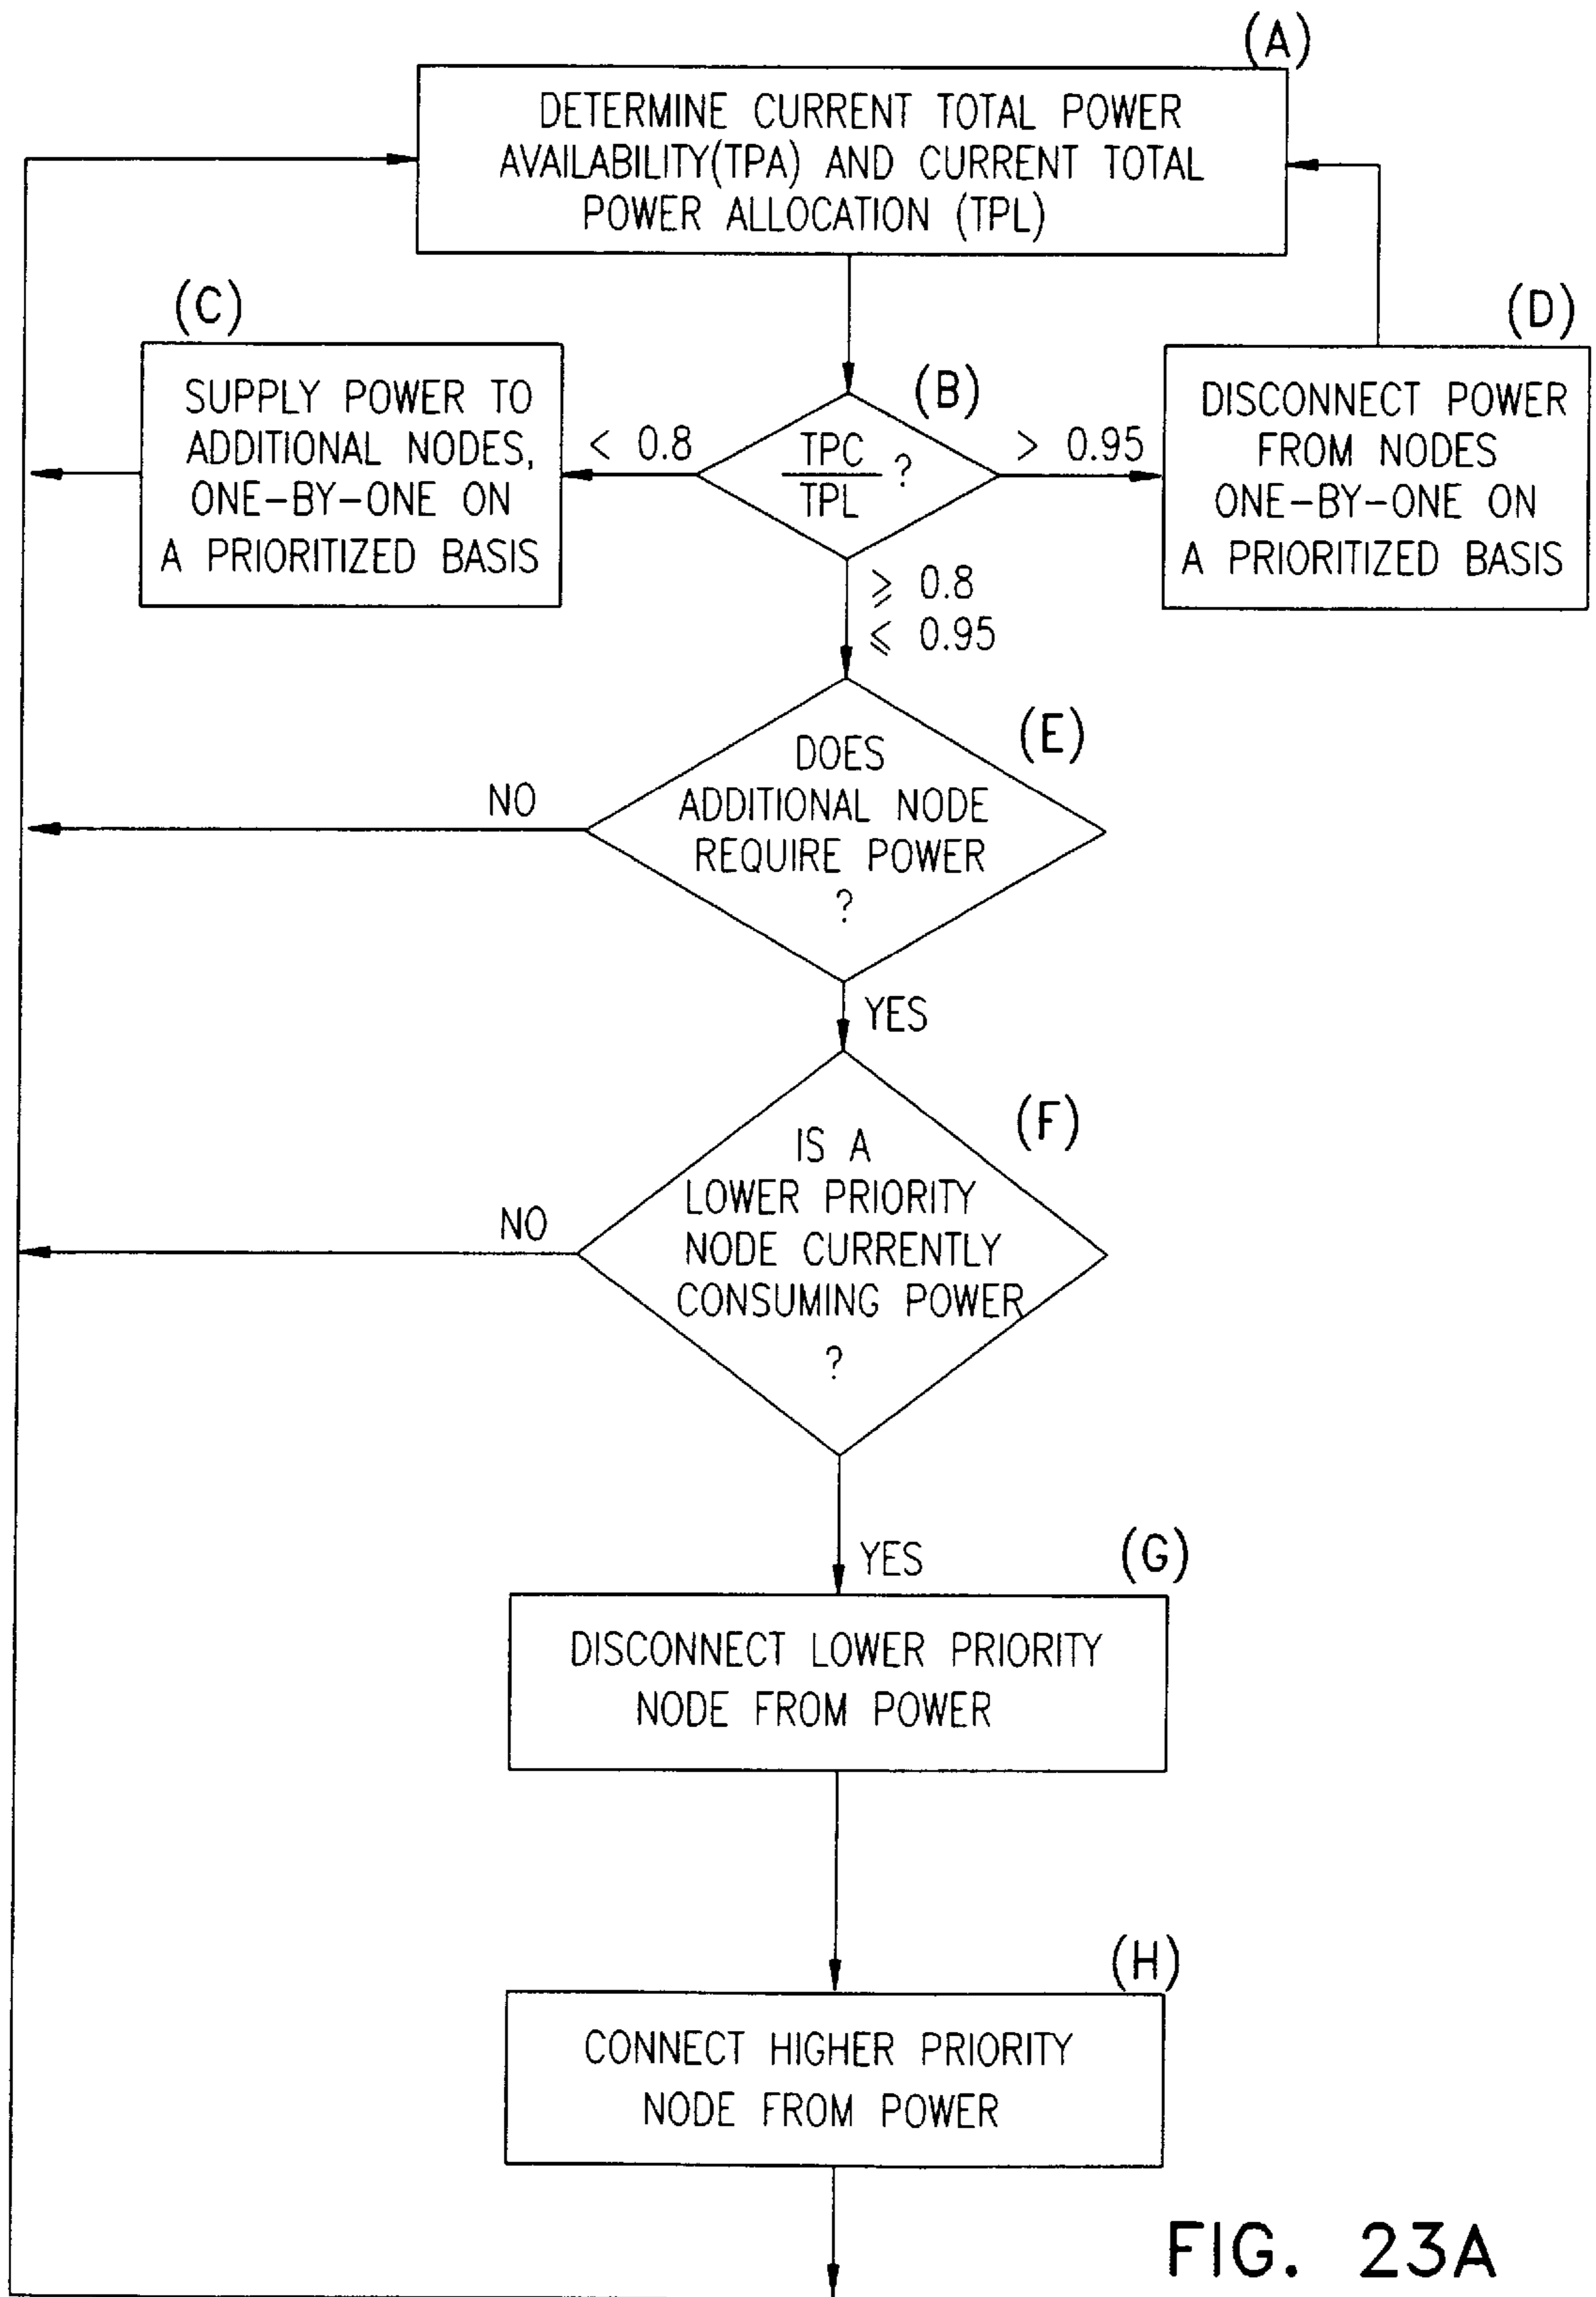 (A)
DETERMINE CURRENT TOTAL POWER
AVAILABILITY(TPA) AND CURRENT TOTAL
POWER ALLOCATION (TPL)
(C)
SUPPLY POWER TO
ADDITIONAL NODES,
ONE-BY-ONE ON
A PRIORITIZED BASIS
< 0.8
(B)
TPC
TPL
?
> 0.95
(D)
DISCONNECT POWER
FROM NODES
ONE-BY-ONE ON
A PRIORITIZED BASIS
⩾ 0.8
⩽ 0.95
(E)
DOES
ADDITIONAL NODE
REQUIRE POWER
?
NO
YES
(F)
IS A
LOWER PRIORITY
NODE CURRENTLY
CONSUMING POWER
?
NO
YES
(G)
DISCONNECT LOWER PRIORITY
NODE FROM POWER
(H)
CONNECT HIGHER PRIORITY
NODE FROM POWER
FIG. 23A